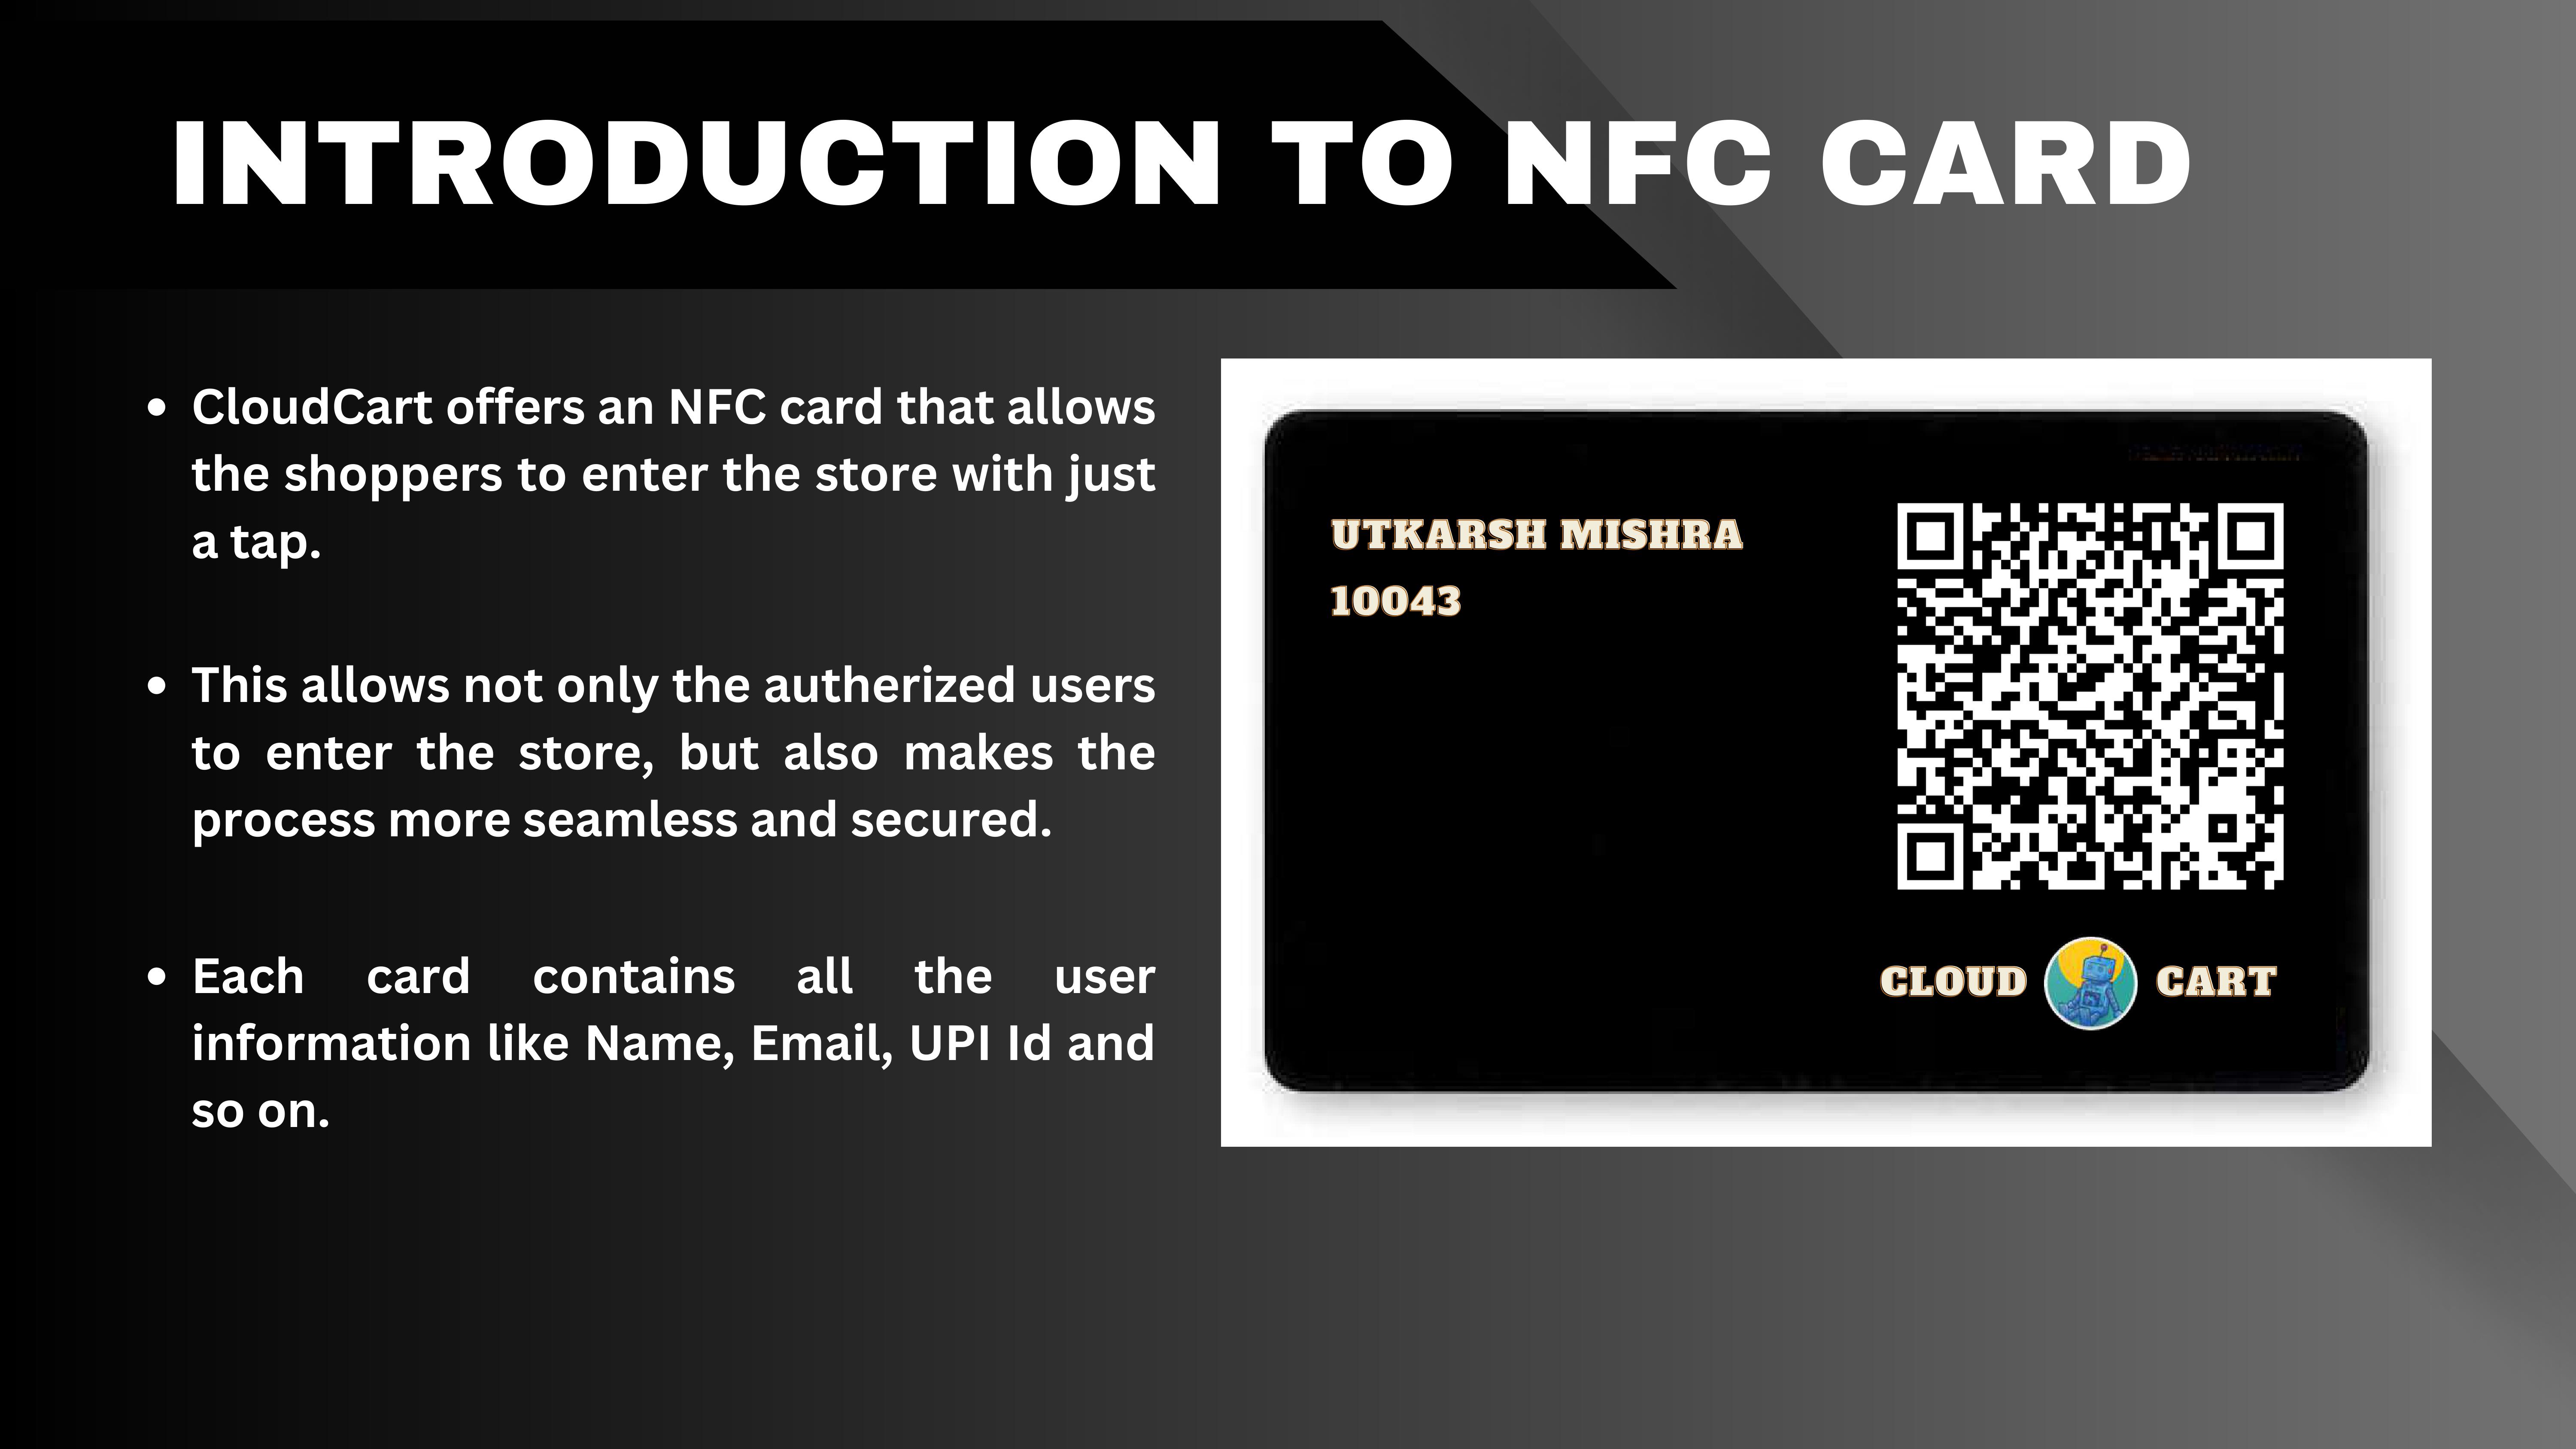 INTRODUCTION TO NFC CARD
• CloudCart offers an NFC card that allows
the shoppers to enter the store with just
a tap.
• This allows not only the autherized users
to enter the store, but also makes the
process more seamless and secured.
• Each card contains all the user
information like Name, Email, UPI Id and
so on.
UTKARSH MISHRA
10043
CLOUD CART